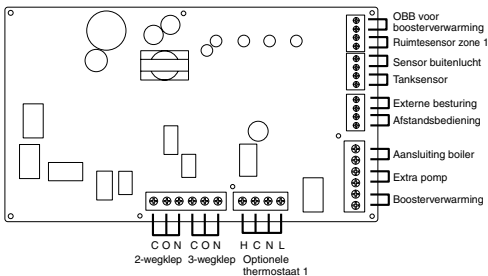 OBB voor
boosterverwarming
Ruimtesensor zone 1
Sensor buitenlucht
Tanksensor
Externe besturing
Afstandsbediening
Aansluiting boiler
Extra pomp
Boosterverwarming
C O N C O N H C N L
2-wegklep 3-wegklep Optionele
thermostaat 1